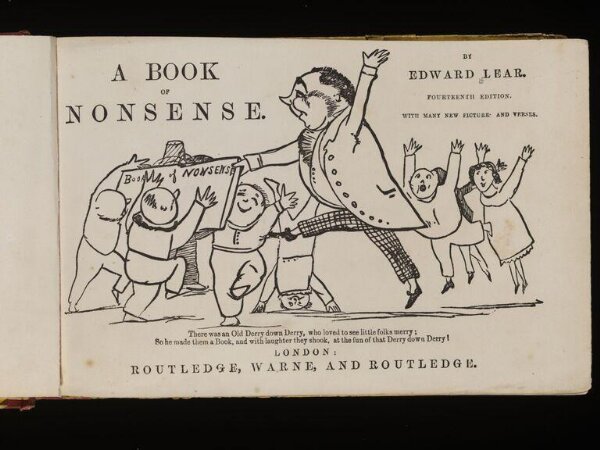 A BOOK
OF
NONSENSE.
BY
EDWARD LEAR.
FOURTEENTH EDITION.
WITH MANY NEW PICTURES AND VERSES.
BOOK of NONSENSE
There was an Old Derry down Derry, who loved to see little folks merry;
So he made them a Book, and with laughter they shook, at the fun of that Derry down Derry!
LONDON:
ROUTLEDGE, WARNE, AND ROUTLEDGE.